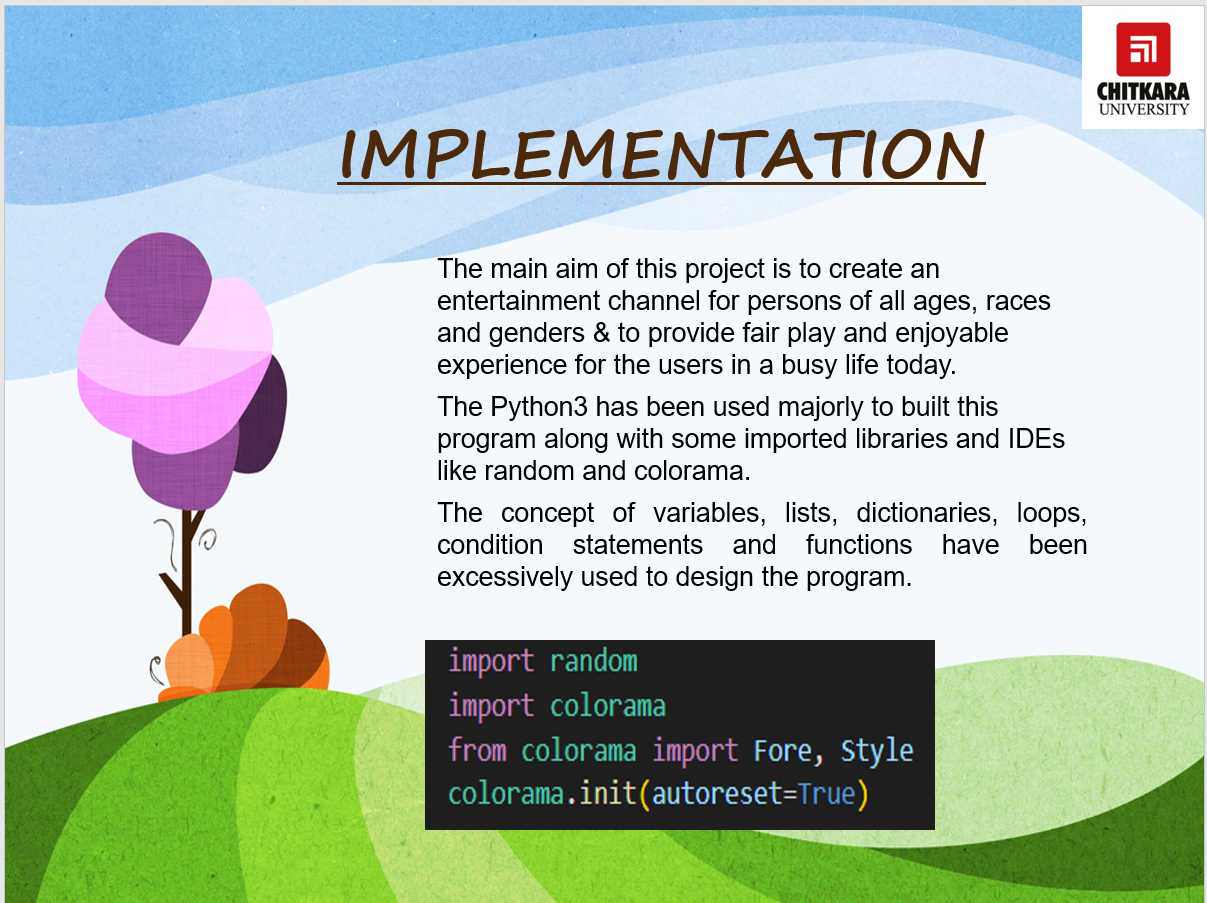 CHITKARA
UNIVERSITY
IMPLEMENTATION
The main aim of this project is to create an
entertainment channel for persons of all ages, races
and genders & to provide fair play and enjoyable
experience for the users in a busy life today.
The Python3 has been used majorly to built this
program along with some imported libraries and IDEs
like random and colorama.
The concept of variables, lists, dictionaries, loops,
condition statements and functions have been
excessively used to design the program.
import random
import colorama
from colorama import Fore, Style
colorama.init(autoreset=True)